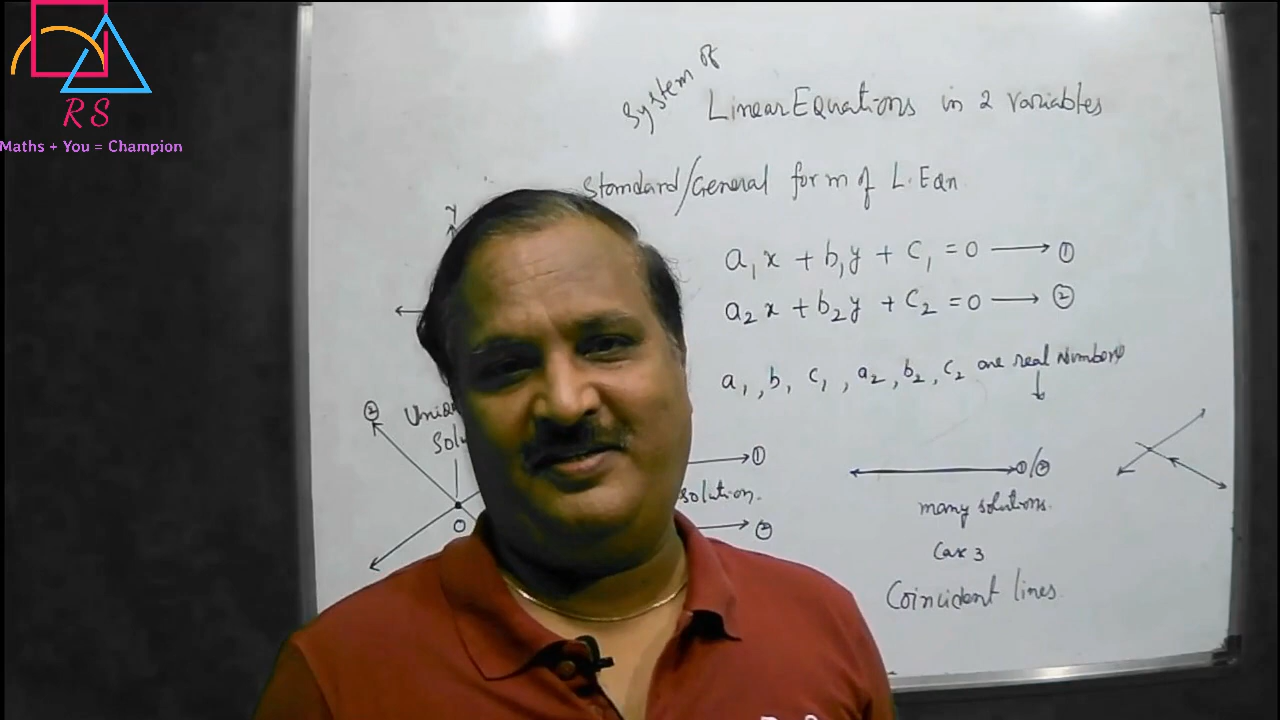 RS
Maths + You = Champion
System of
Linear Equations in 2 variables
Standard/General form of L.Eqn
y
a₁x + b₁y + c₁ = 0 → ①
a₂x + b₂y + c₂ = 0 → ②
a₁, b₁ c₁, a₂, b₂, c₂ are real Numbers
②
①
①/②
solution.
many solutions.
O
②
Case 3
Coincident lines.